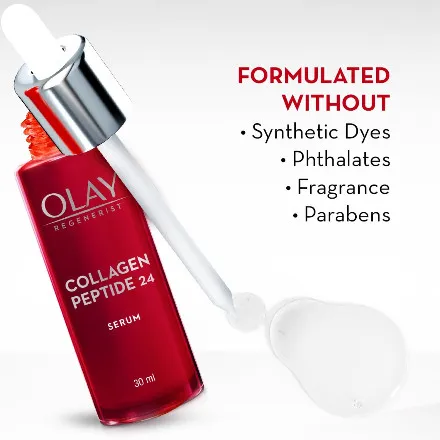 FORMULATED
WITHOUT
• Synthetic Dyes
• Phthalates
• Fragrance
• Parabens
OLAY
REGENERIST
COLLAGEN
PEPTIDE 24
SERUM
30 ml